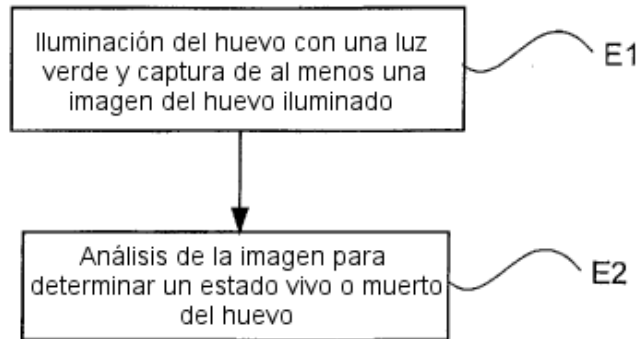 Iluminación del huevo con una luz
verde y captura de al menos una
imagen del huevo iluminado
E1
Análisis de la imagen para
determinar un estado vivo o muerto
del huevo
E2